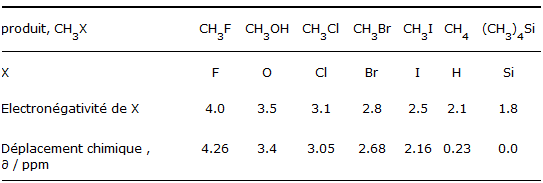 produit, CH3X CH3F CH3OH CH3Cl CH3Br CH3I CH4 (CH3)4Si
X F O Cl Br I H Si
Electronégativité de X 4.0 3.5 3.1 2.8 2.5 2.1 1.8
Déplacement chimique , 4.26 3.4 3.05 2.68 2.16 0.23 0.0
∂ / ppm